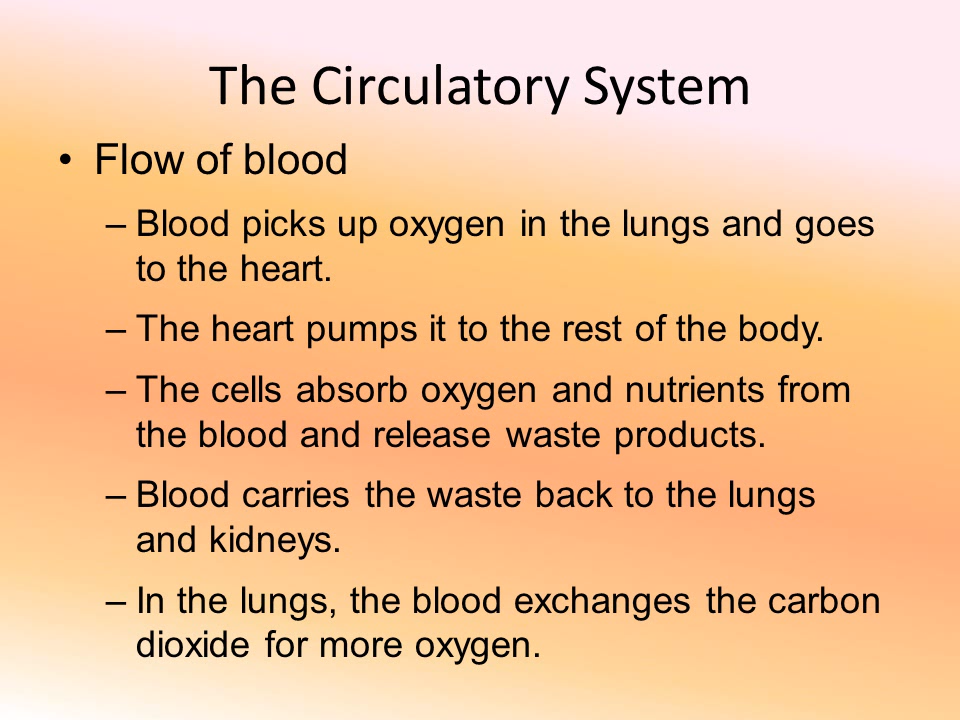 The Circulatory System
• Flow of blood
– Blood picks up oxygen in the lungs and goes
to the heart.
– The heart pumps it to the rest of the body.
– The cells absorb oxygen and nutrients from
the blood and release waste products.
– Blood carries the waste back to the lungs
and kidneys.
– In the lungs, the blood exchanges the carbon
dioxide for more oxygen.